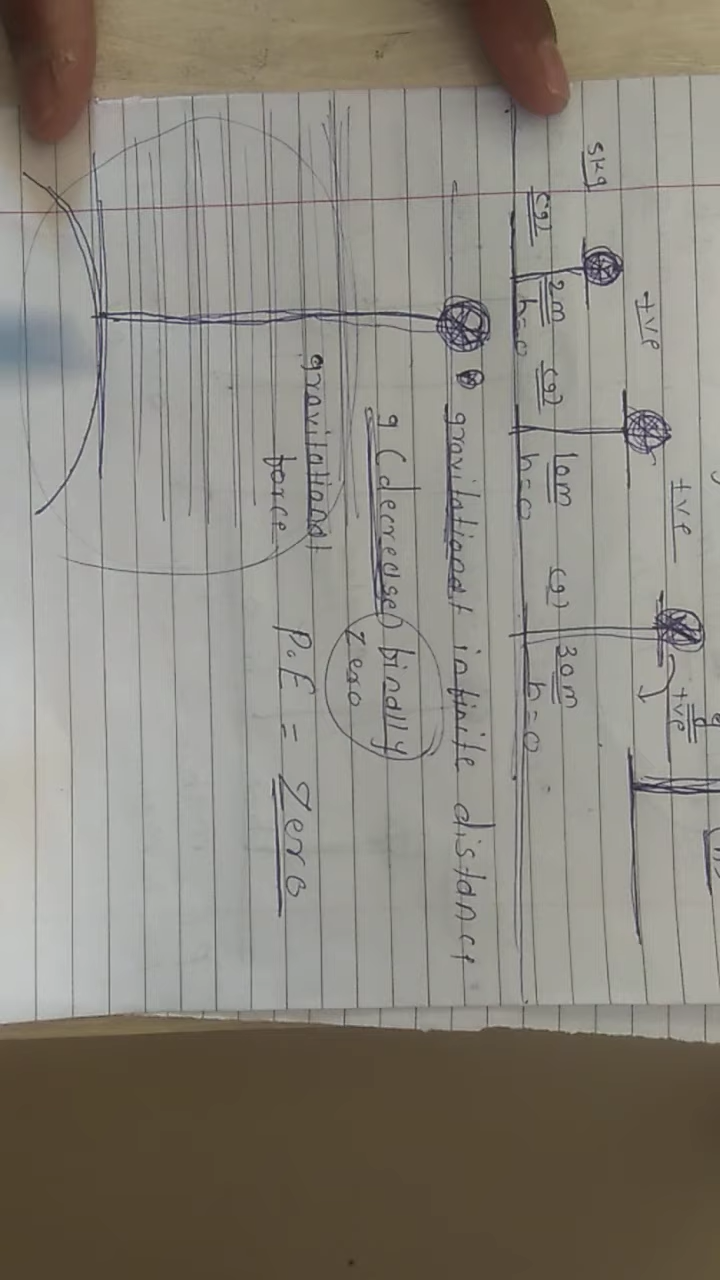 5kg
+ve
+ve
+ve
(g) 2m (g) 10m (g) 30m
h=0 h=0 h=0
gravitational infinite distance
g (decrease) finally
zero
gravitational
force P.E = Zero